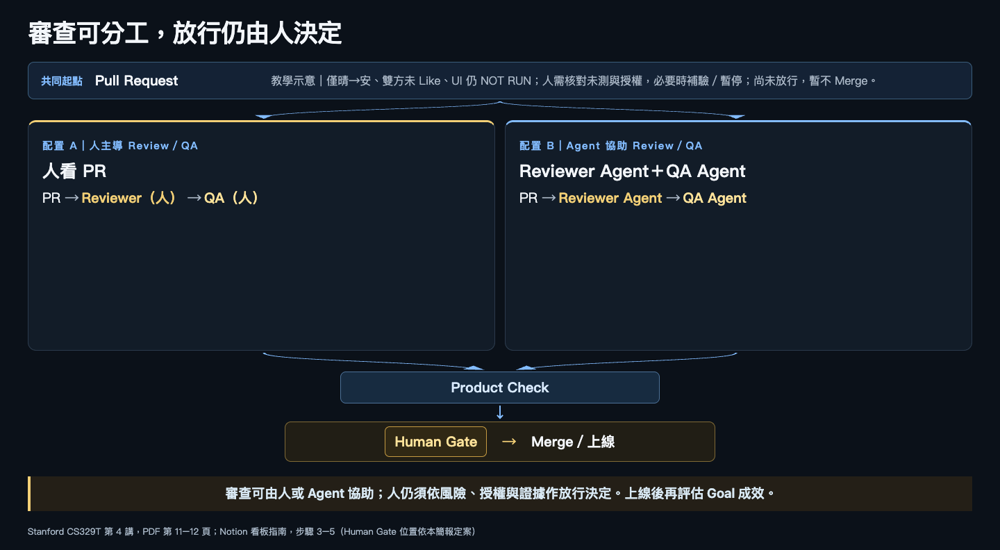 審查可分工，放行仍由人決定
共同起點 Pull Request 教學示意｜僅晴→安、雙方未 Like、UI 仍 NOT RUN；人需核對未測與授權，必要時補驗 / 暫停；尚未放行，暫不 Merge。
配置 A｜人主導 Review / QA
人看 PR
PR → Reviewer（人） → QA（人）
配置 B｜Agent 協助 Review / QA
Reviewer Agent＋QA Agent
PR → Reviewer Agent → QA Agent
Product Check
↓
Human Gate → Merge / 上線
審查可由人或 Agent 協助；人仍須依風險、授權與證據作放行決定。上線後再評估 Goal 成效。
Stanford CS329T 第 4 講，PDF 第 11–12 頁；Notion 看板指南，步驟 3–5（Human Gate 位置依本簡報定案）